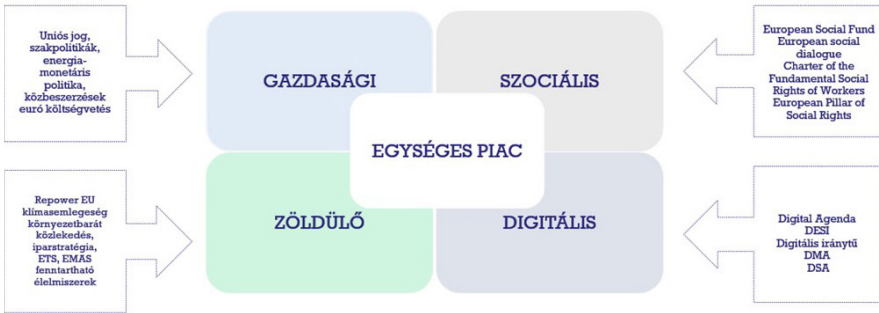 Uniós jog,
szakpolitikák,
energia-
monetáris
politika,
közbeszerzések
euró költségvetés
GAZDASÁGI
SZOCIÁLIS
European Social Fund
European social
dialogue
Charter of the
Fundamental Social
Rights of Workers
European Pillar of
Social Rights
EGYSÉGES PIAC
Repower EU
klímasemlegeség
környezetbarát
közlekedés,
iparstratégia,
ETS, EMAS
fenntartható
élelmiszerek
ZÖLDÜLŐ
DIGITÁLIS
Digital Agenda
DESI
Digitális iránytű
DMA
DSA